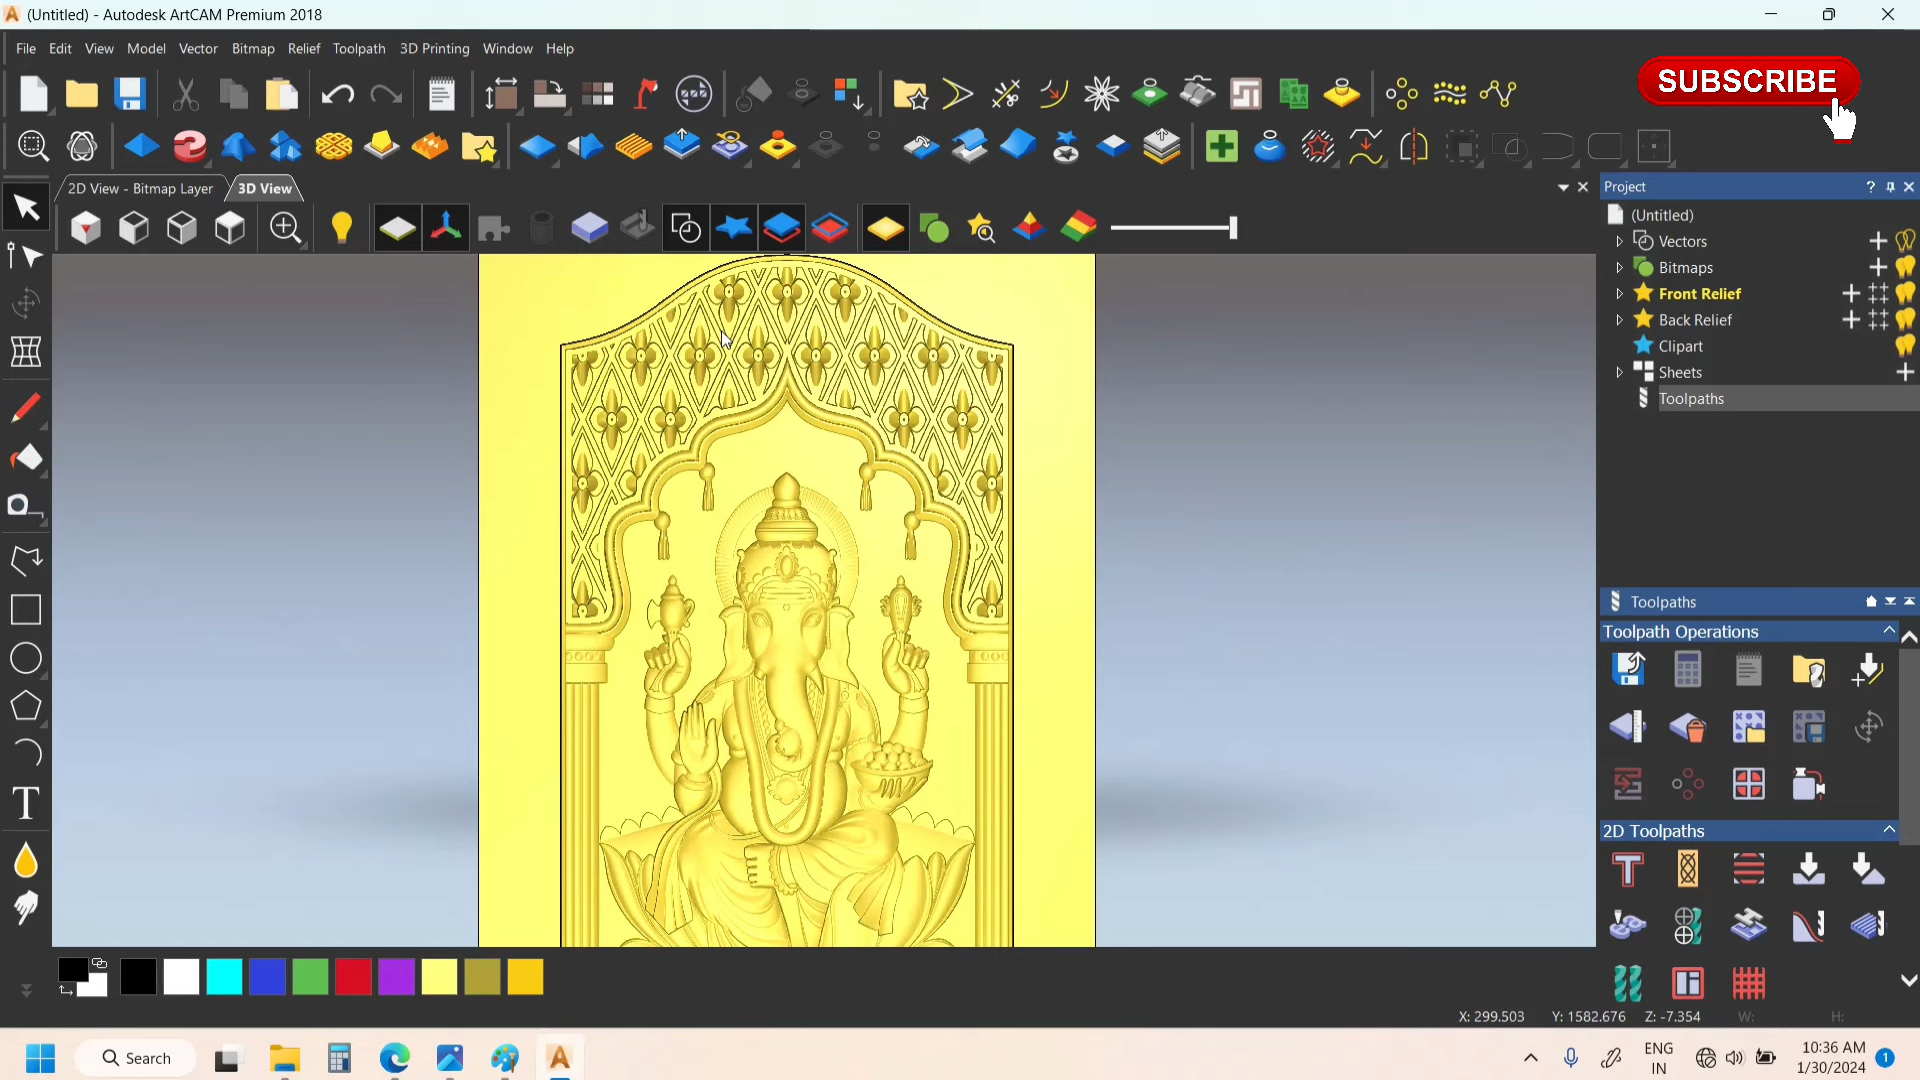 (Untitled) - Autodesk ArtCAM Premium 2018
File Edit View Model Vector Bitmap Relief Toolpath 3D Printing Window Help
SUBSCRIBE
2D View - Bitmap Layer 3D View
Project
(Untitled)
Vectors
Bitmaps
Front Relief
Back Relief
Clipart
Sheets
Toolpaths
Toolpaths
Toolpath Operations
2D Toolpaths
X: 299.503 Y: 1582.676 Z: -7.354 W: H:
Search
ENG
IN
10:36 AM
1/30/2024
1